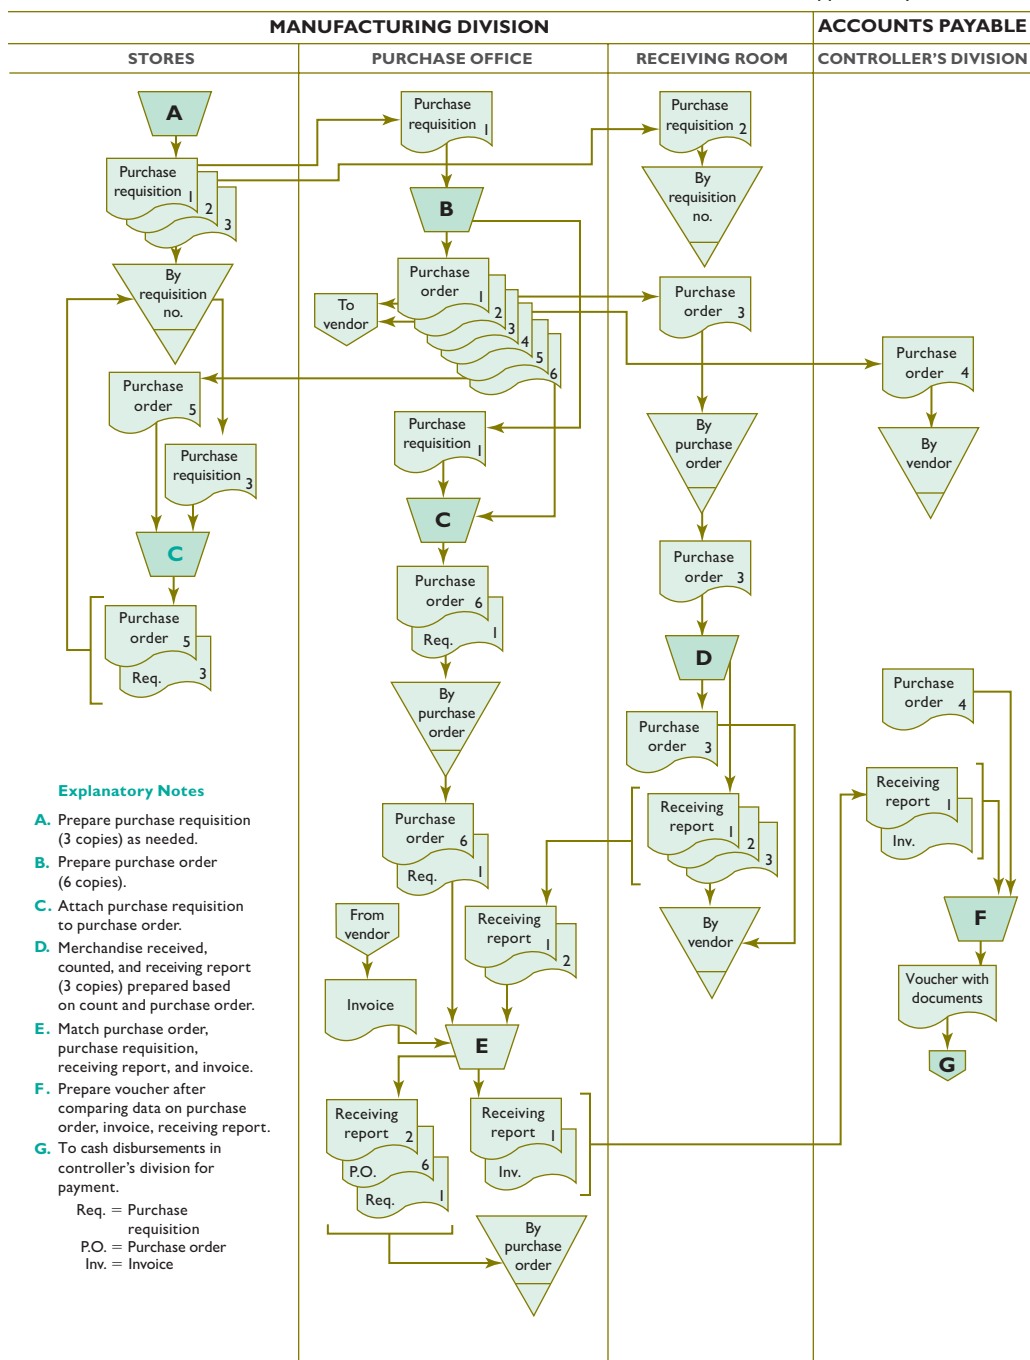 MANUFACTURING DIVISION
ACCOUNTS PAYABLE
STORES
PURCHASE OFFICE
RECEIVING ROOM
CONTROLLER'S DIVISION
A
Purchase
requisition
1
2
3
By
requisition
no.
Purchase
order
5
Purchase
requisition
3
C
Purchase
order
5
Req.
3
Purchase
requisition
1
B
Purchase
order
1
2
3
4
5
6
To
vendor
Purchase
requisition
1
C
Purchase
order
6
Req.
1
By
purchase
order
Purchase
order
6
Req.
1
From
vendor
Invoice
Receiving
report
1
2
E
Receiving
report
2
P.O.
6
Req.
1
Receiving
report
1
Inv.
By
purchase
order
Purchase
requisition
2
By
requisition
no.
Purchase
order
3
By
purchase
order
Purchase
order
3
D
Purchase
order
3
Receiving
report
1
2
3
By
vendor
Purchase
order
4
By
vendor
Purchase
order
4
Receiving
report
1
Inv.
F
Voucher with
documents
G
Explanatory Notes
A. Prepare purchase requisition
(3 copies) as needed.
B. Prepare purchase order
(6 copies).
C. Attach purchase requisition
to purchase order.
D. Merchandise received,
counted, and receiving report
(3 copies) prepared based
on count and purchase order.
E. Match purchase order,
purchase requisition,
receiving report, and invoice.
F. Prepare voucher after
comparing data on purchase
order, invoice, receiving report.
G. To cash disbursements in
controller's division for
payment.
Req. = Purchase
requisition
P.O. = Purchase order
Inv. = Invoice